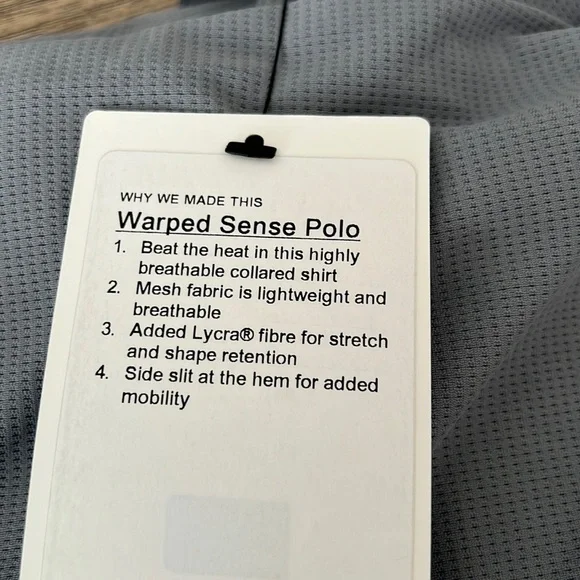 WHY WE MADE THIS
Warped Sense Polo
1. Beat the heat in this highly
breathable collared shirt
2. Mesh fabric is lightweight and
breathable
3. Added Lycra® fibre for stretch
and shape retention
4. Side slit at the hem for added
mobility